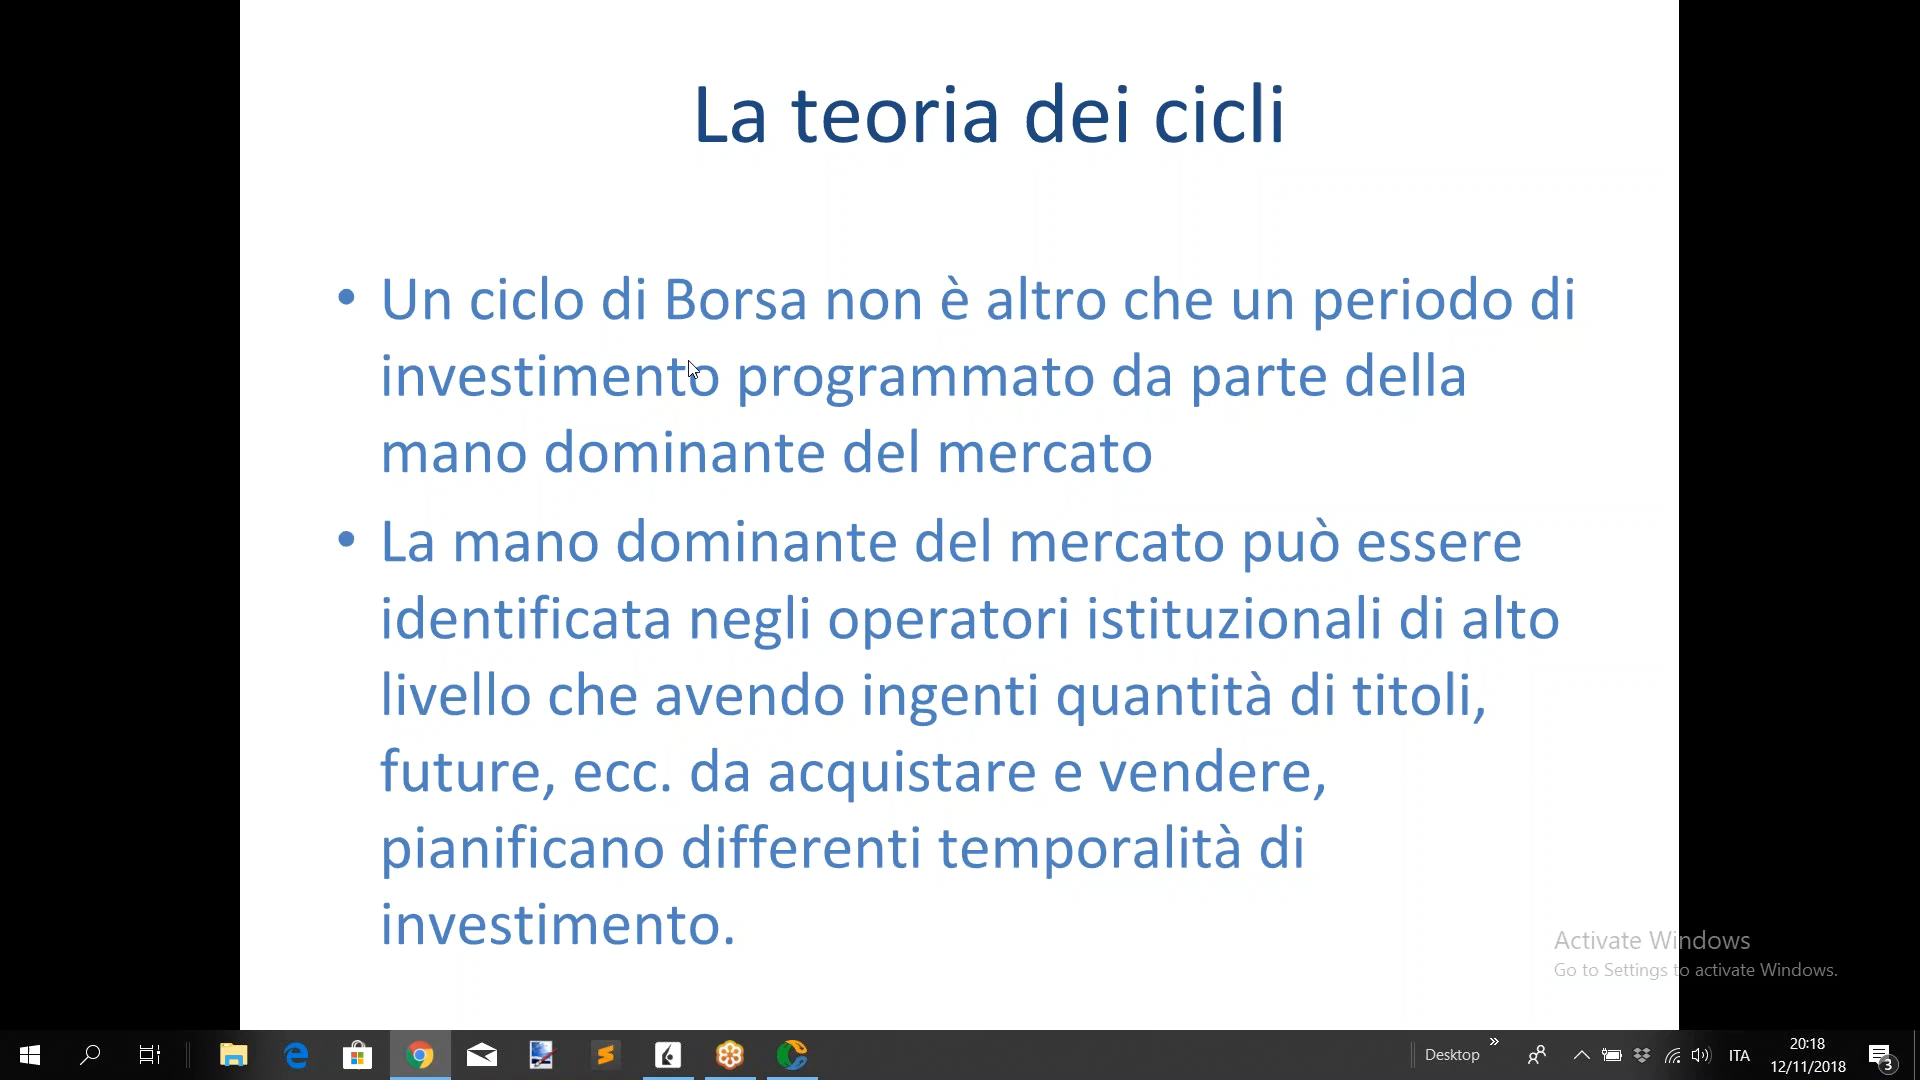 La teoria dei cicli
• Un ciclo di Borsa non è altro che un periodo di
investimento programmato da parte della
mano dominante del mercato
• La mano dominante del mercato può essere
identificata negli operatori istituzionali di alto
livello che avendo ingenti quantità di titoli,
future, ecc. da acquistare e vendere,
pianificano differenti temporalità di
investimento.
Activate Windows
Go to Settings to activate Windows.
Desktop
ITA
20:18
12/11/2018
3